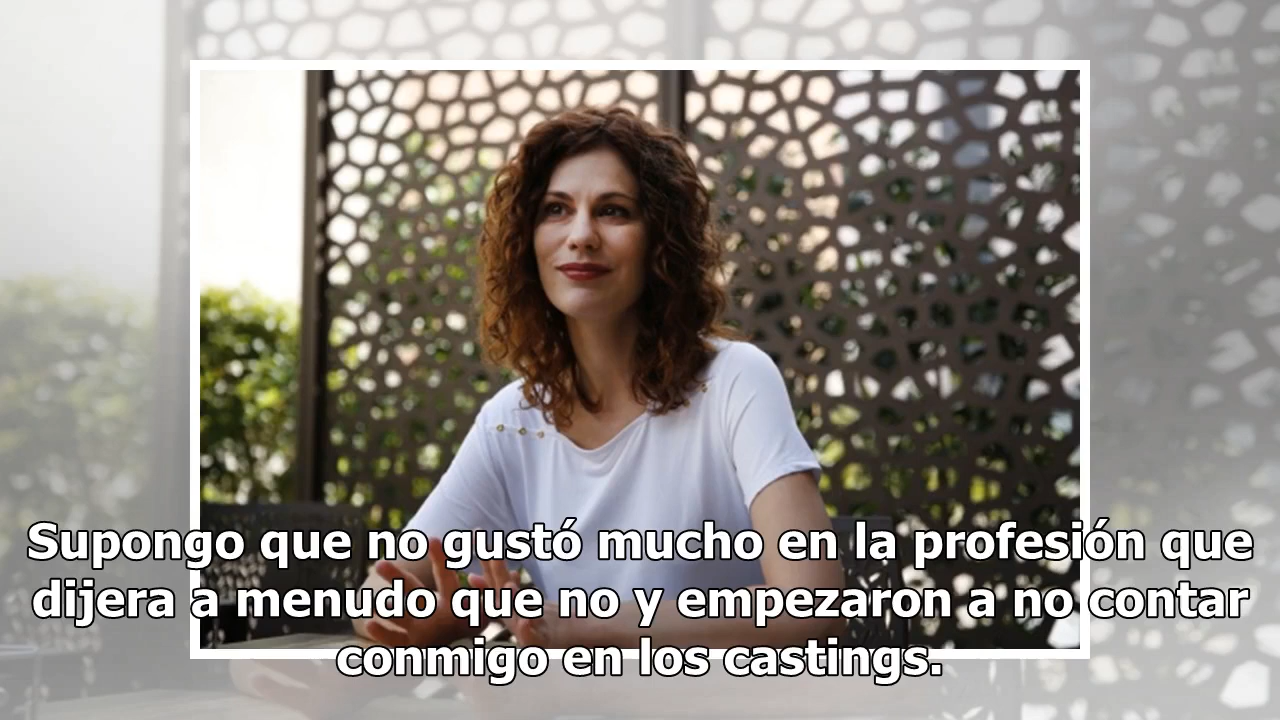 Supongo que no gustó mucho en la profesión que
dijera a menudo que no y empezaron a no contar
conmigo en los castings.